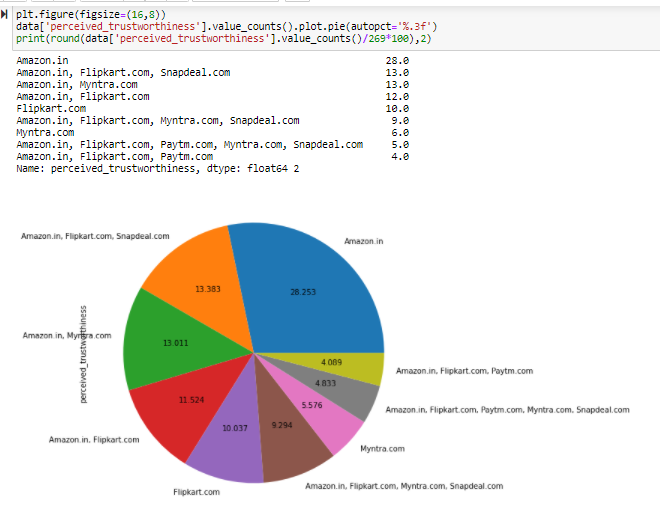 plt.figure(figsize=(16,8))
data['perceived_trustworthiness'].value_counts().plot.pie(autopct='%.3f')
print(round(data['perceived_trustworthiness'].value_counts()/269*100),2)
Amazon.in 28.0
Amazon.in, Flipkart.com, Snapdeal.com 13.0
Amazon.in, Myntra.com 13.0
Amazon.in, Flipkart.com 12.0
Flipkart.com 10.0
Amazon.in, Flipkart.com, Myntra.com, Snapdeal.com 9.0
Myntra.com 6.0
Amazon.in, Flipkart.com, Paytm.com, Myntra.com, Snapdeal.com 5.0
Amazon.in, Flipkart.com, Paytm.com 4.0
Name: perceived_trustworthiness, dtype: float64 2
Amazon.in, Flipkart.com, Snapdeal.com
Amazon.in
13.383
28.253
Amazon.in, Myntra.com
13.011
perceived_trustworthiness
4.089
Amazon.in, Flipkart.com, Paytm.com
4.833
Amazon.in, Flipkart.com, Paytm.com, Myntra.com, Snapdeal.com
11.524
5.576
10.037
9.294
Amazon.in, Flipkart.com
Myntra.com
Flipkart.com
Amazon.in, Flipkart.com, Myntra.com, Snapdeal.com